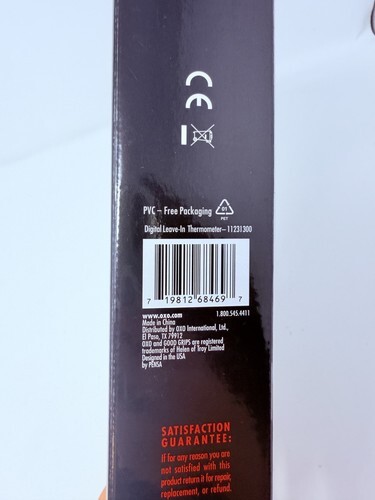 CE
PVC – Free Packaging
01
PET
Digital Leave-In Thermometer– 11231300
7 19812 68469 7
www.oxo.com 1.800.545.4411
Made in China
Distributed by OXO International, Ltd.,
El Paso, TX 79912
OXO and GOOD GRIPS are registered
trademarks of Helen of Troy Limited
Designed in the USA
by PENSA
SATISFACTION
GUARANTEE:
If for any reason you are
not satisfied with this
product return it for repair,
replacement, or refund.